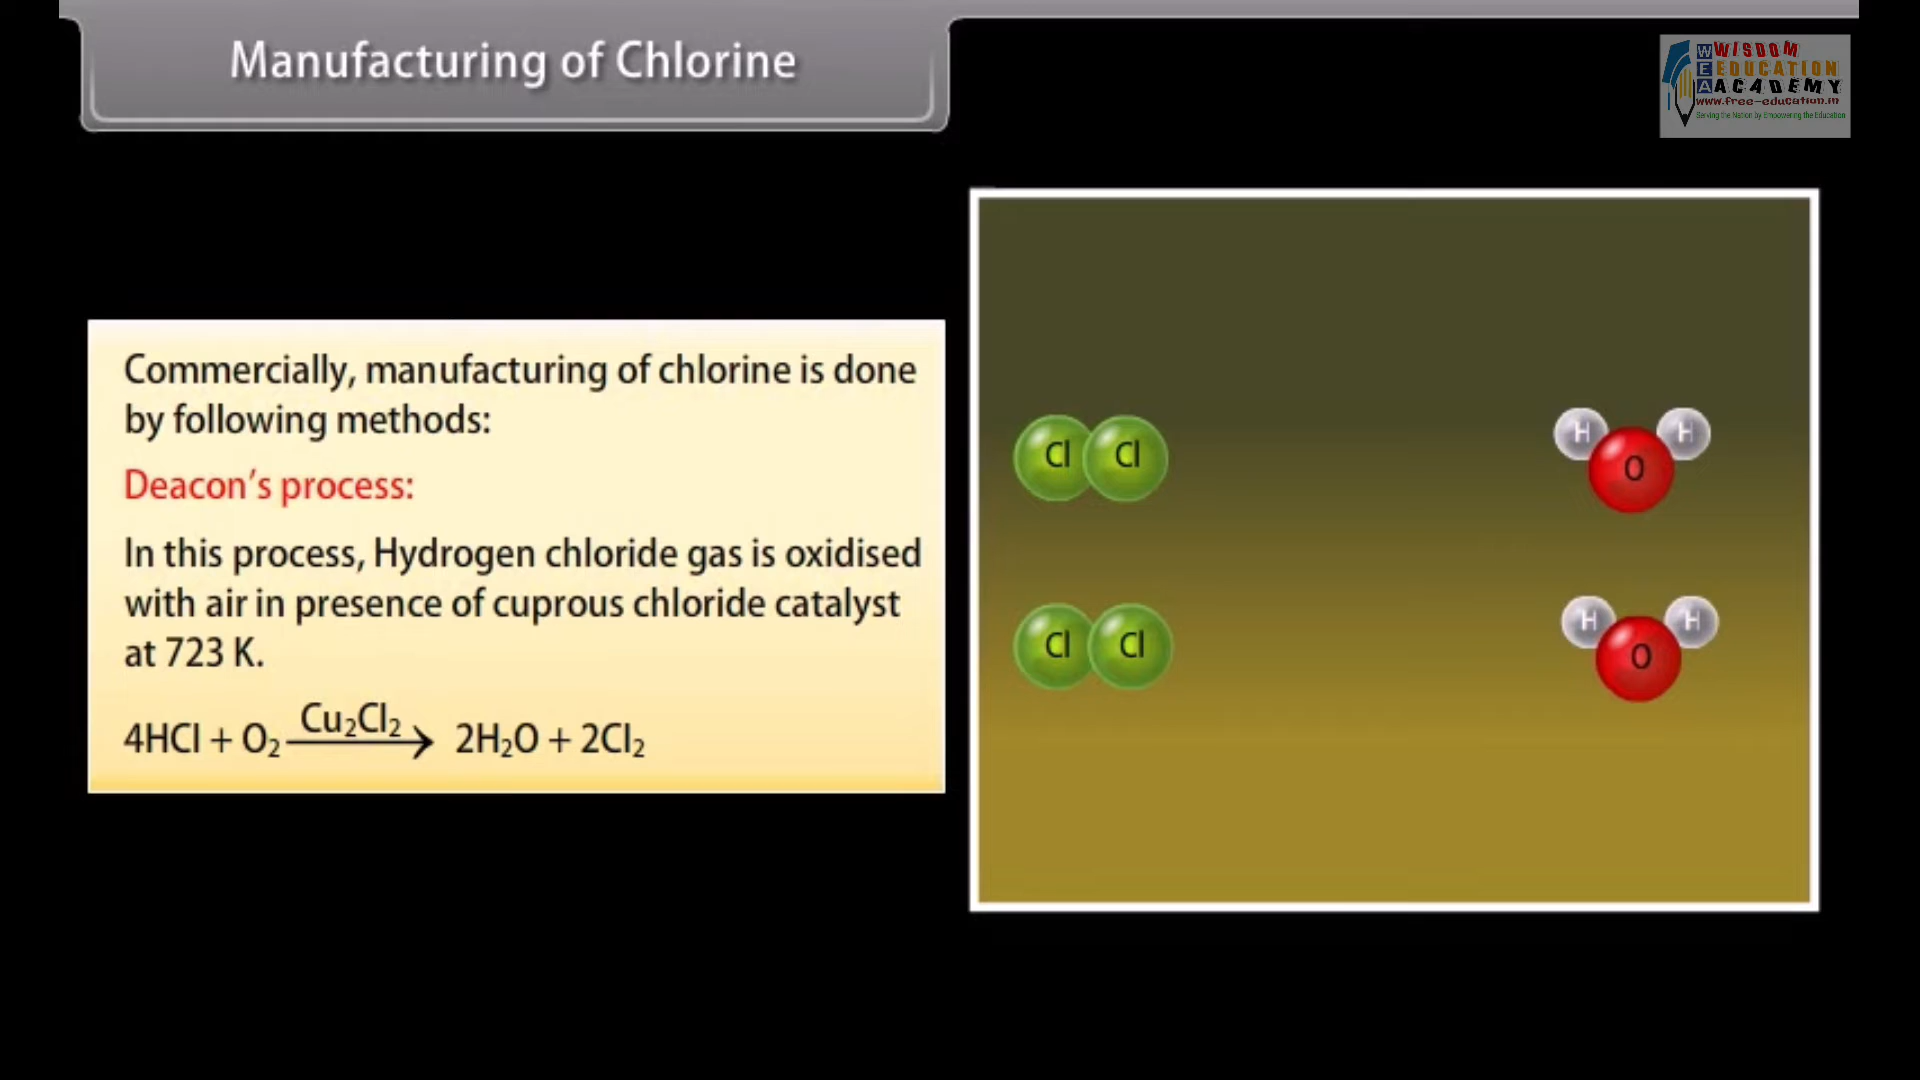 Manufacturing of Chlorine
WISDOM
EDUCATION
ACADEMY
WEA
www.free-education.in
Serving the Nation by Empowering the Education
Commercially, manufacturing of chlorine is done
by following methods:
Deacon's process:
In this process, Hydrogen chloride gas is oxidised
with air in presence of cuprous chloride catalyst
at 723 K.
Cu₂Cl₂
4HCl + O₂ → 2H₂O + 2Cl₂
Cl Cl
H H
O
Cl Cl
H H
O